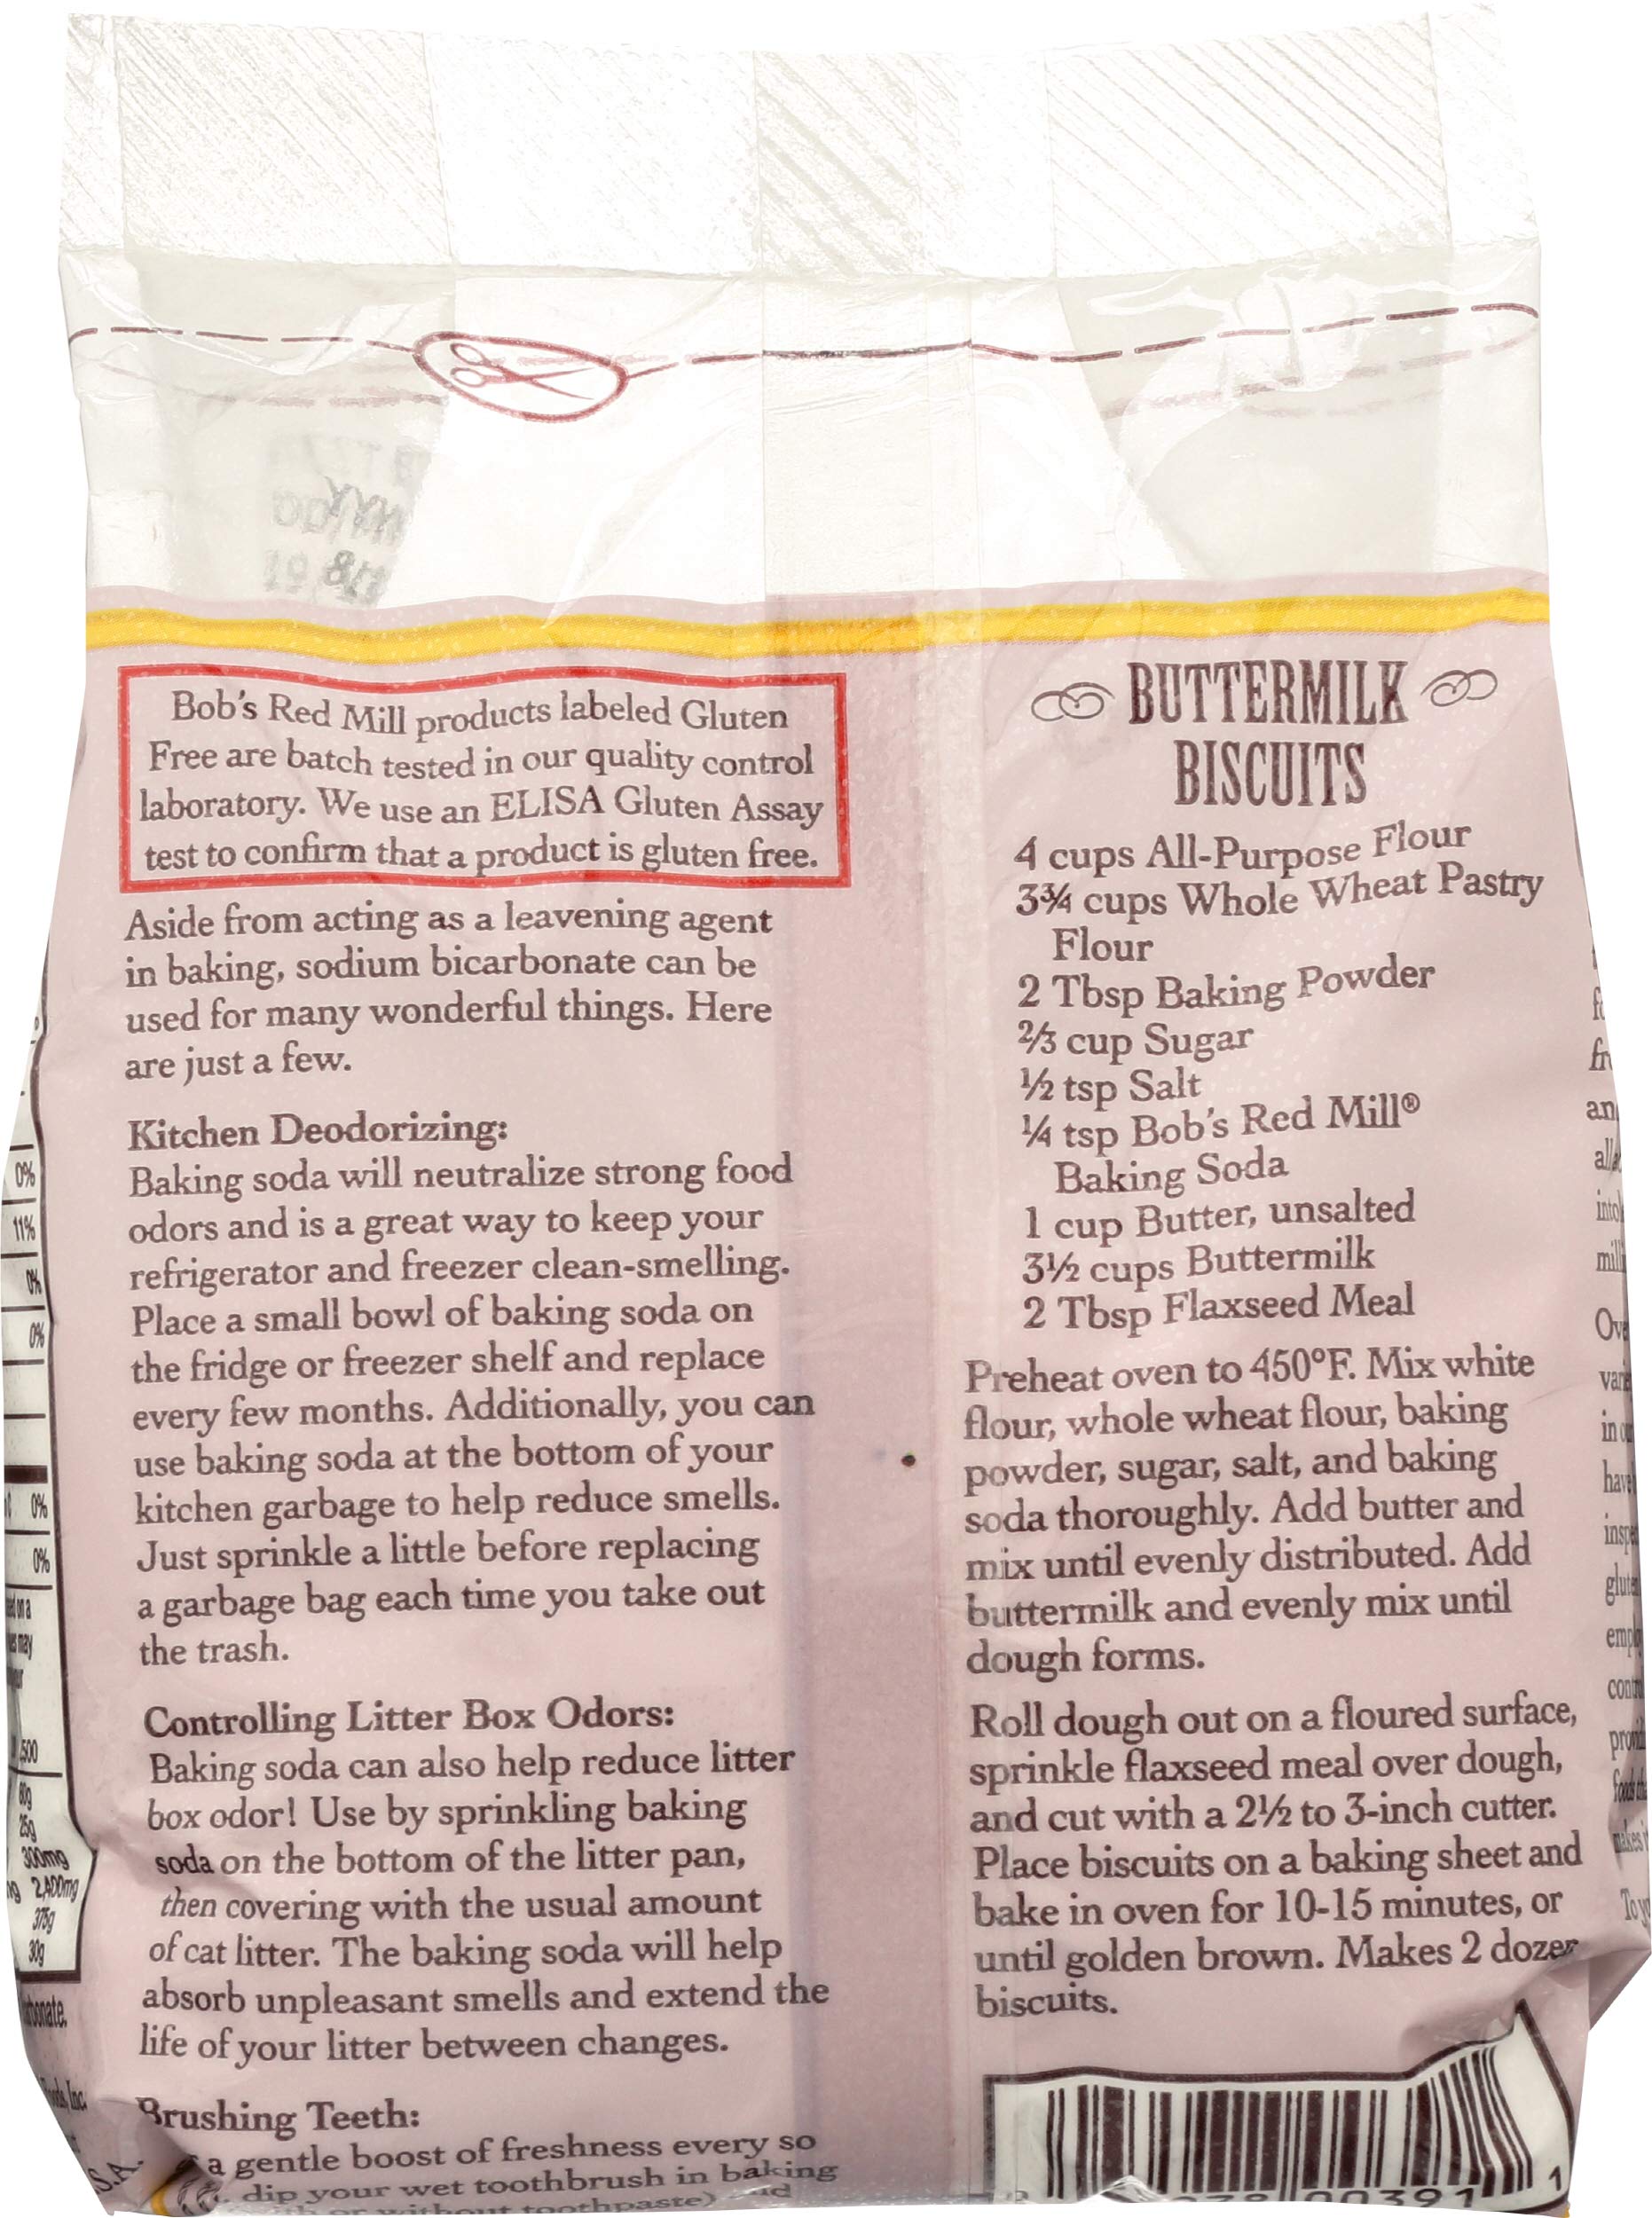 Bob's Red Mill products labeled Gluten
Free are batch tested in our quality control
laboratory. We use an ELISA Gluten Assay
test to confirm that a product is gluten free.
Aside from acting as a leavening agent
in baking, sodium bicarbonate can be
used for many wonderful things. Here
are just a few.
Kitchen Deodorizing:
Baking soda will neutralize strong food
odors and is a great way to keep your
refrigerator and freezer clean-smelling.
Place a small bowl of baking soda on
the fridge or freezer shelf and replace
every few months. Additionally, you can
use baking soda at the bottom of your
kitchen garbage to help reduce smells.
Just sprinkle a little before replacing
a garbage bag each time you take out
the trash.
Controlling Litter Box Odors:
Baking soda can also help reduce litter
box odor! Use by sprinkling baking
soda on the bottom of the litter pan,
then covering with the usual amount
of cat litter. The baking soda will help
absorb unpleasant smells and extend the
life of your litter between changes.
Brushing Teeth:
a gentle boost of freshness every so
dip your wet toothbrush in baking
or without toothpaste)
BUTTERMILK
BISCUITS
4 cups All-Purpose Flour
3¾ cups Whole Wheat Pastry
Flour
2 Tbsp Baking Powder
⅔ cup Sugar
½ tsp Salt
¼ tsp Bob's Red Mill®
Baking Soda
1 cup Butter, unsalted
3½ cups Buttermilk
2 Tbsp Flaxseed Meal
Preheat oven to 450°F. Mix white
flour, whole wheat flour, baking
powder, sugar, salt, and baking
soda thoroughly. Add butter and
mix until evenly distributed. Add
buttermilk and evenly mix until
dough forms.
Roll dough out on a floured surface,
sprinkle flaxseed meal over dough,
and cut with a 2½ to 3-inch cutter.
Place biscuits on a baking sheet and
bake in oven for 10-15 minutes, or
until golden brown. Makes 2 dozen
biscuits.
0%
11%
0%
0%
0%
0%
80g
25g
300mg
2,400mg
375g
30g